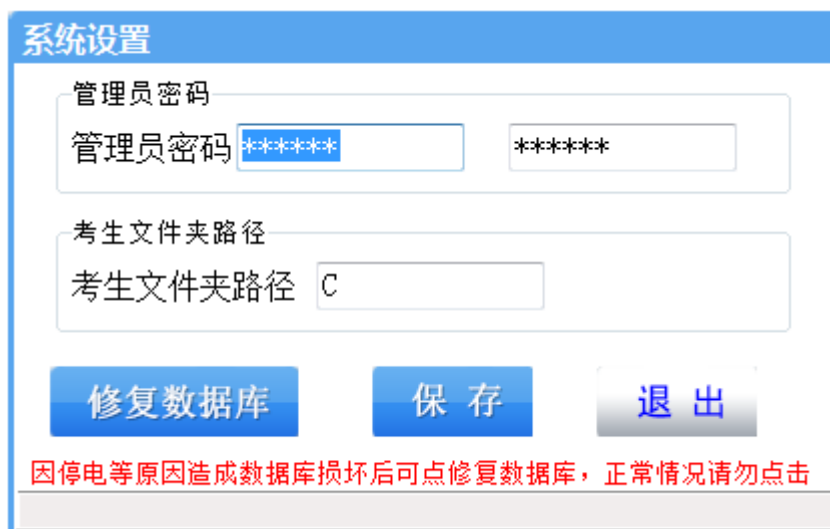 系统设置
管理员密码
管理员密码 ****** ******
考生文件夹路径
考生文件夹路径 C
修复数据库 保 存 退 出
因停电等原因造成数据库损坏后可点修复数据库，正常情况请勿点击